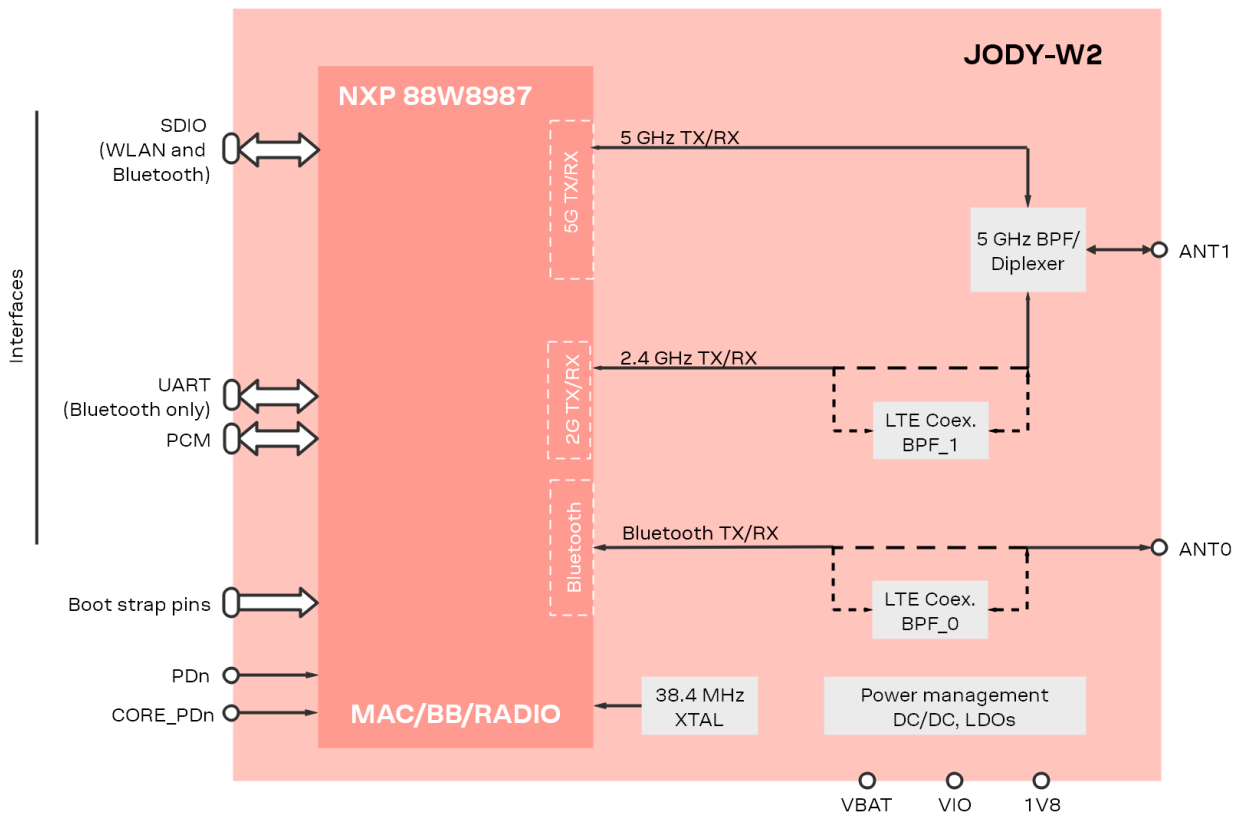 JODY-W2
NXP 88W8987
SDIO
(WLAN and
Bluetooth)
5G TX/RX
5 GHz TX/RX
5 GHz BPF/
Diplexer
ANT1
Interfaces
UART
(Bluetooth only)
PCM
2G TX/RX
2.4 GHz TX/RX
LTE Coex.
BPF_1
Bluetooth
Bluetooth TX/RX
ANT0
LTE Coex.
BPF_0
Boot strap pins
PDn
CORE_PDn
MAC/BB/RADIO
38.4 MHz
XTAL
Power management
DC/DC, LDOs
VBAT
VIO
1V8